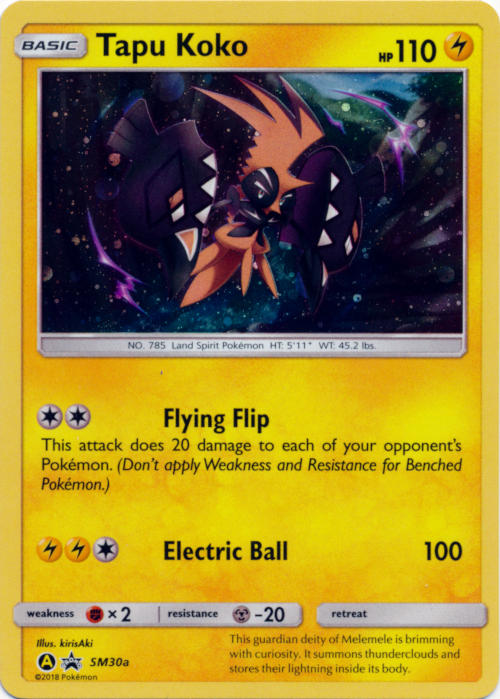 BASIC Tapu Koko HP 110
NO. 785 Land Spirit Pokémon HT: 5'11" WT: 45.2 lbs.
Flying Flip
This attack does 20 damage to each of your opponent's
Pokémon. (Don't apply Weakness and Resistance for Benched
Pokémon.)
Electric Ball 100
weakness ×2 resistance -20 retreat
Illus. kirisAki
A SM30a
©2018 Pokémon
This guardian deity of Melemele is brimming
with curiosity. It summons thunderclouds and
stores their lightning inside its body.